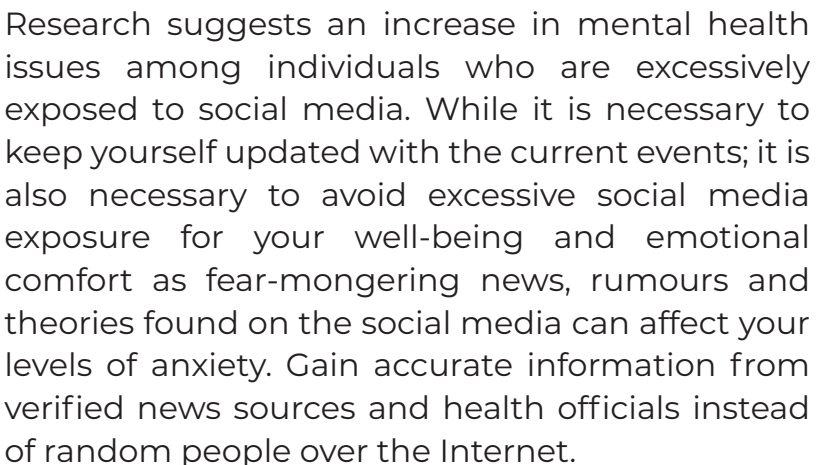 Research suggests an increase in mental health
issues among individuals who are excessively
exposed to social media. While it is necessary to
keep yourself updated with the current events; it is
also necessary to avoid excessive social media
exposure for your well-being and emotional
comfort as fear-mongering news, rumours and
theories found on the social media can affect your
levels of anxiety. Gain accurate information from
verified news sources and health officials instead
of random people over the Internet.